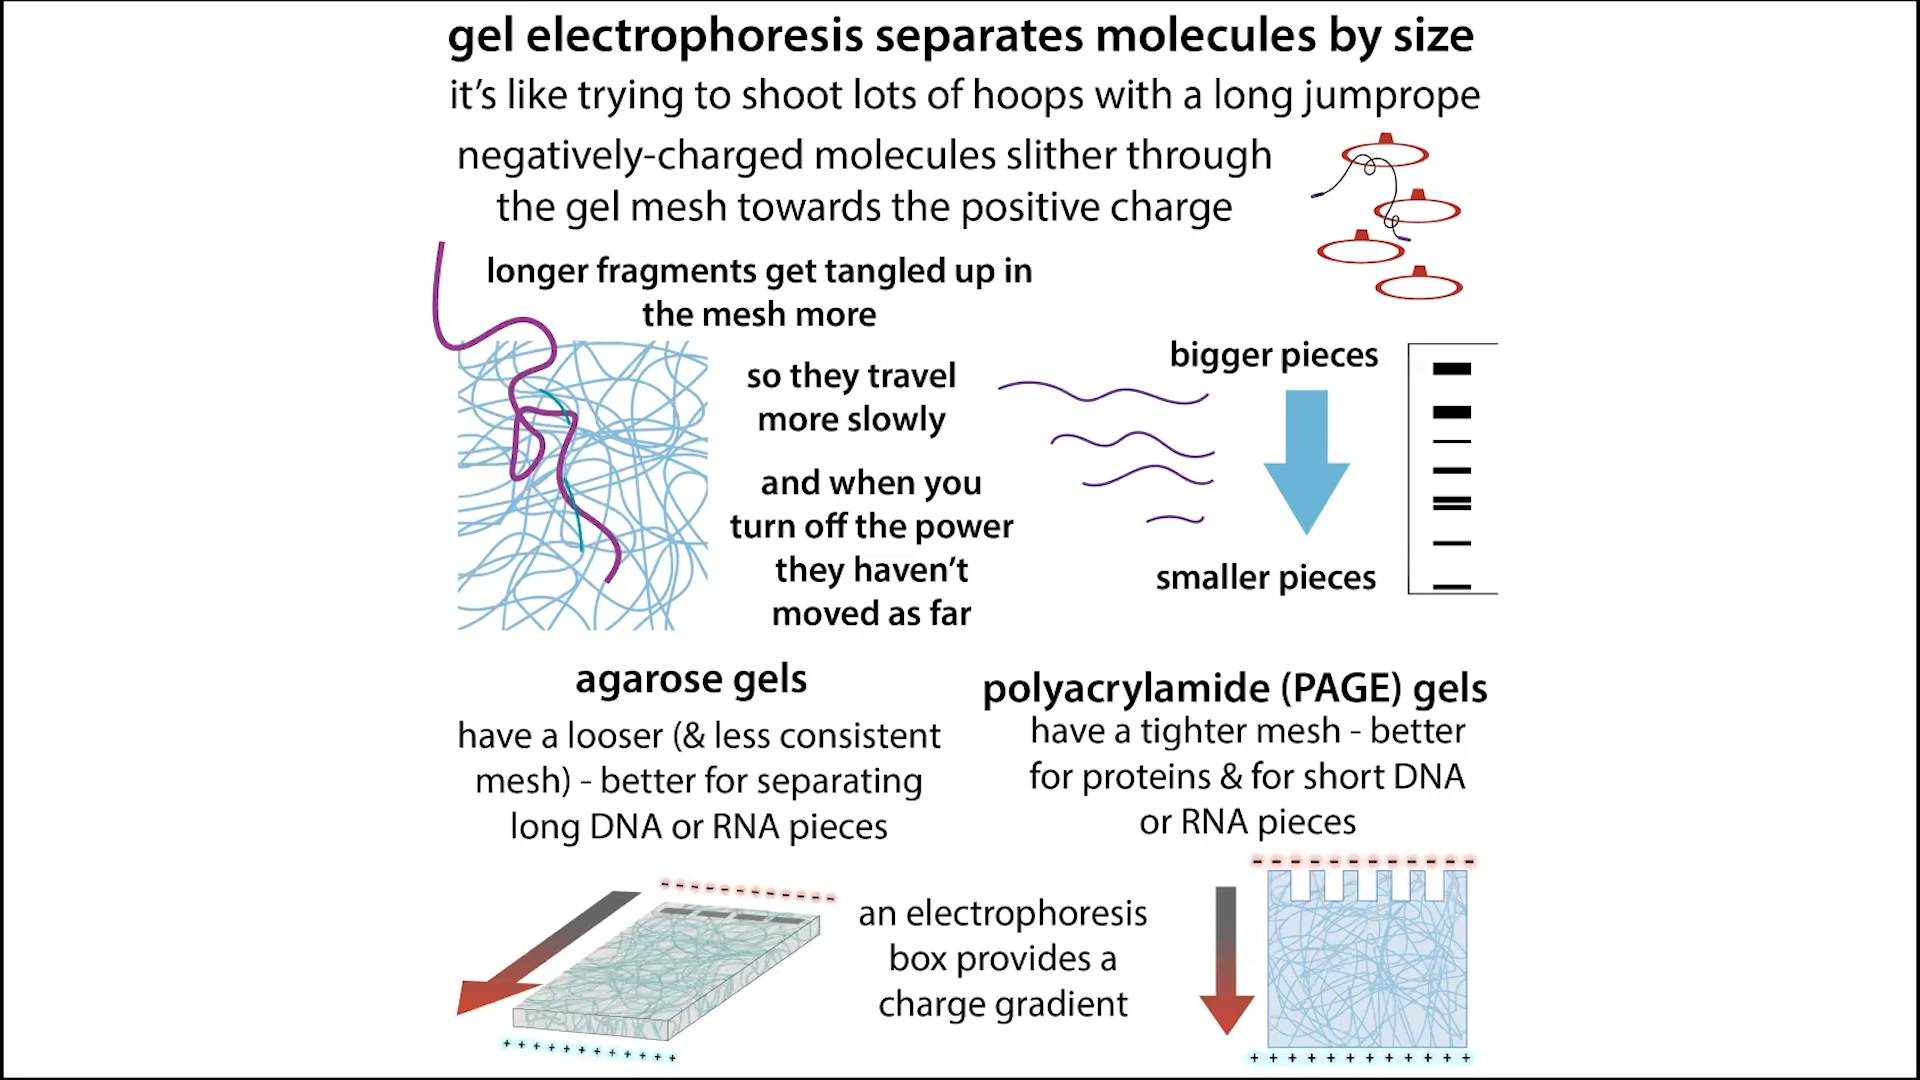 gel electrophoresis separates molecules by size
it's like trying to shoot lots of hoops with a long jumprope
negatively-charged molecules slither through
the gel mesh towards the positive charge
longer fragments get tangled up in
the mesh more
so they travel
more slowly
and when you
turn off the power
they haven't
moved as far
bigger pieces
smaller pieces
agarose gels
have a looser (& less consistent
mesh) - better for separating
long DNA or RNA pieces
polyacrylamide (PAGE) gels
have a tighter mesh - better
for proteins & for short DNA
or RNA pieces
an electrophoresis
box provides a
charge gradient
- - - - - - - - - - - -
+ + + + + + + + + + + +
- - - - - - - - - - - -
+ + + + + + + + + + + +